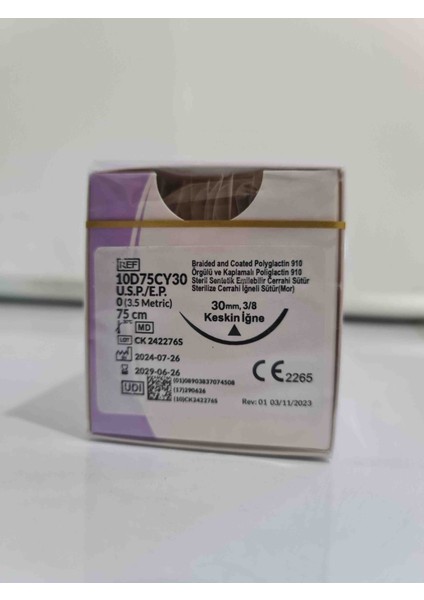 REF
10D75CY30
U.S.P./E.P.
0 (3.5 Metric)
75 cm
MD
LOT CK 242276S
2024-07-26
2029-06-26
UDI
(01)08903837074508
(17)290626
(10)CK242276S
Braided and Coated Polyglactin 910
Örgülü ve Kaplamalı Poliglactin 910
Steril Sentetik Emilebilir Cerrahi Sütür
Sterilize Cerrahi İğneli Sütür(Mor)
30mm, 3/8
Keskin İğne
CE 2265
Rev: 01 03/11/2023